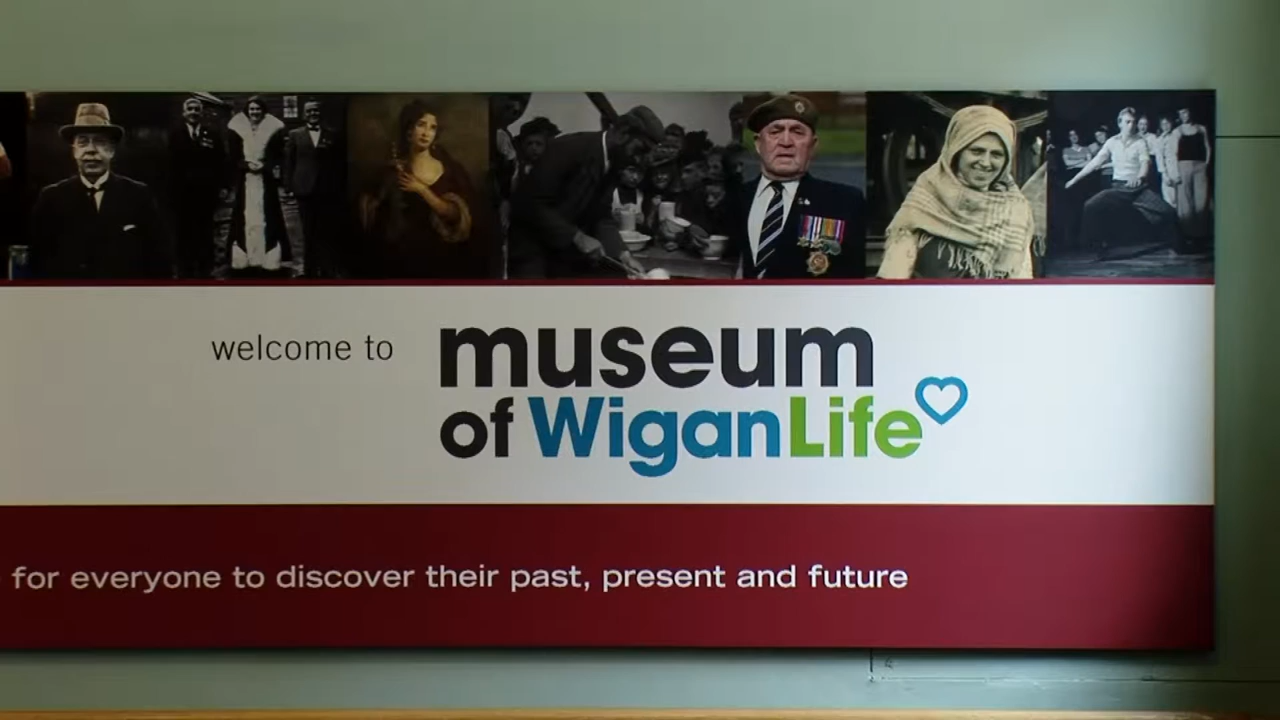 welcome to
museum
of WiganLife
for everyone to discover their past, present and future